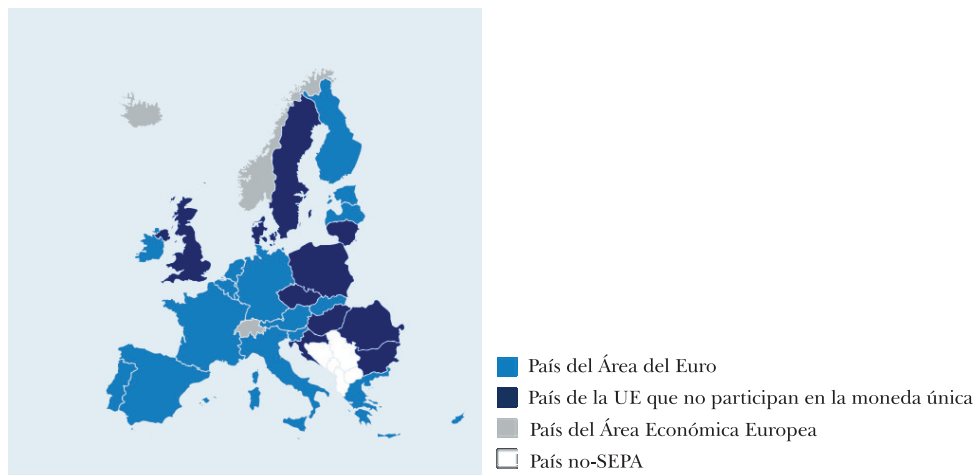 País del Área del Euro
País de la UE que no participan en la moneda única
País del Área Económica Europea
País no-SEPA